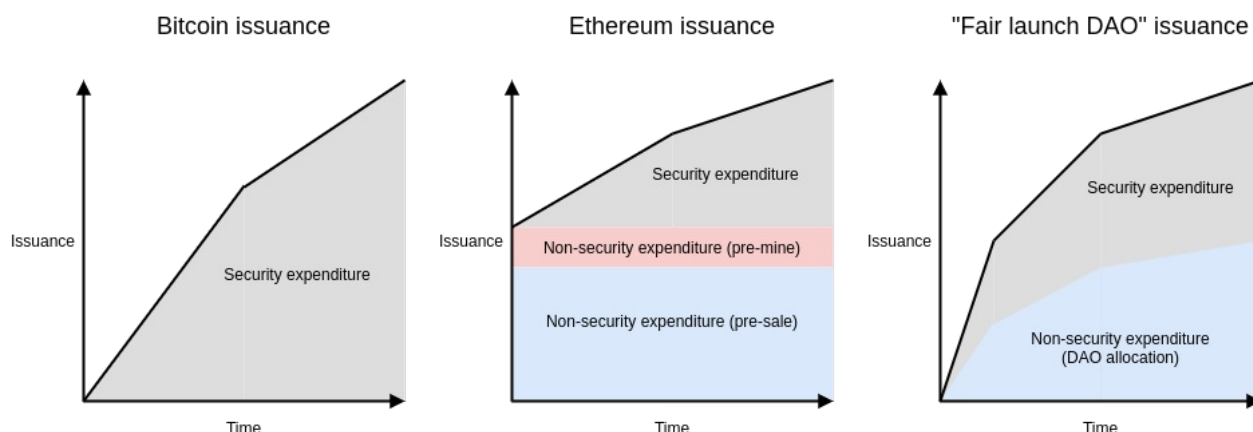 Bitcoin issuance
Issuance
Security expenditure
Time
Ethereum issuance
Issuance
Security expenditure
Non-security expenditure (pre-mine)
Non-security expenditure (pre-sale)
Time
"Fair launch DAO" issuance
Issuance
Security expenditure
Non-security expenditure
(DAO allocation)
Time